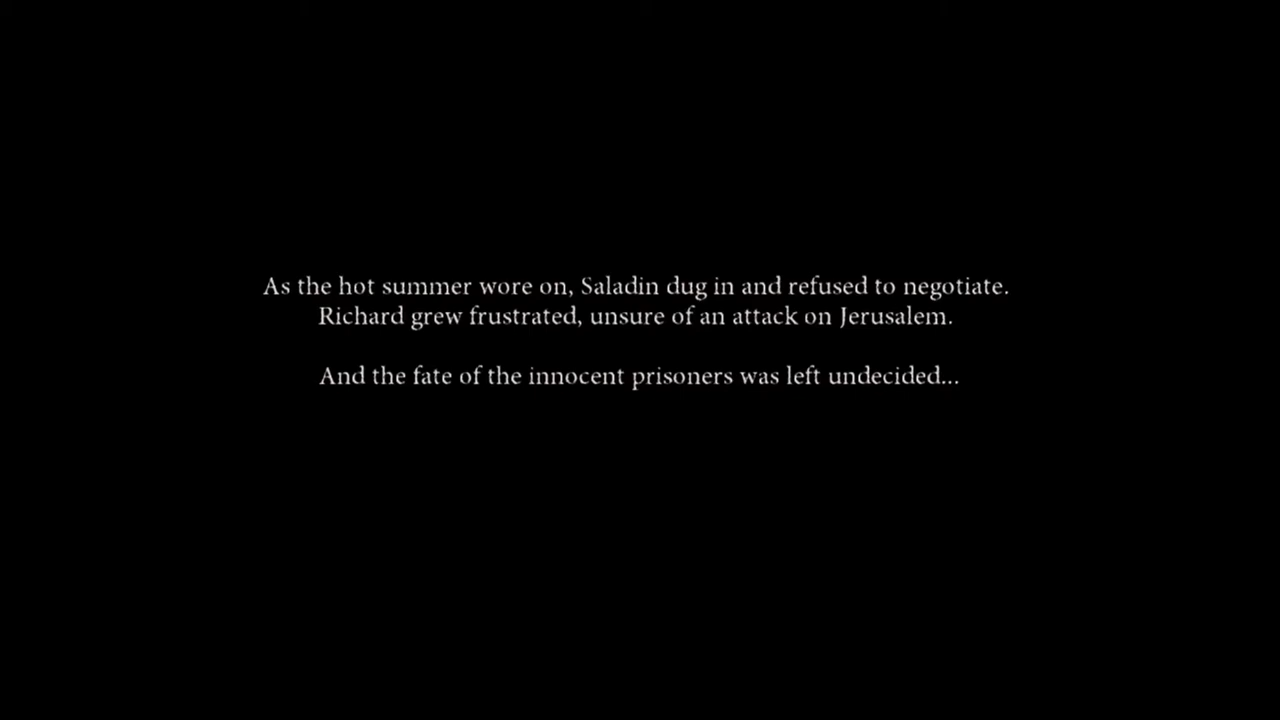 As the hot summer wore on, Saladin dug in and refused to negotiate.
Richard grew frustrated, unsure of an attack on Jerusalem.
And the fate of the innocent prisoners was left undecided...